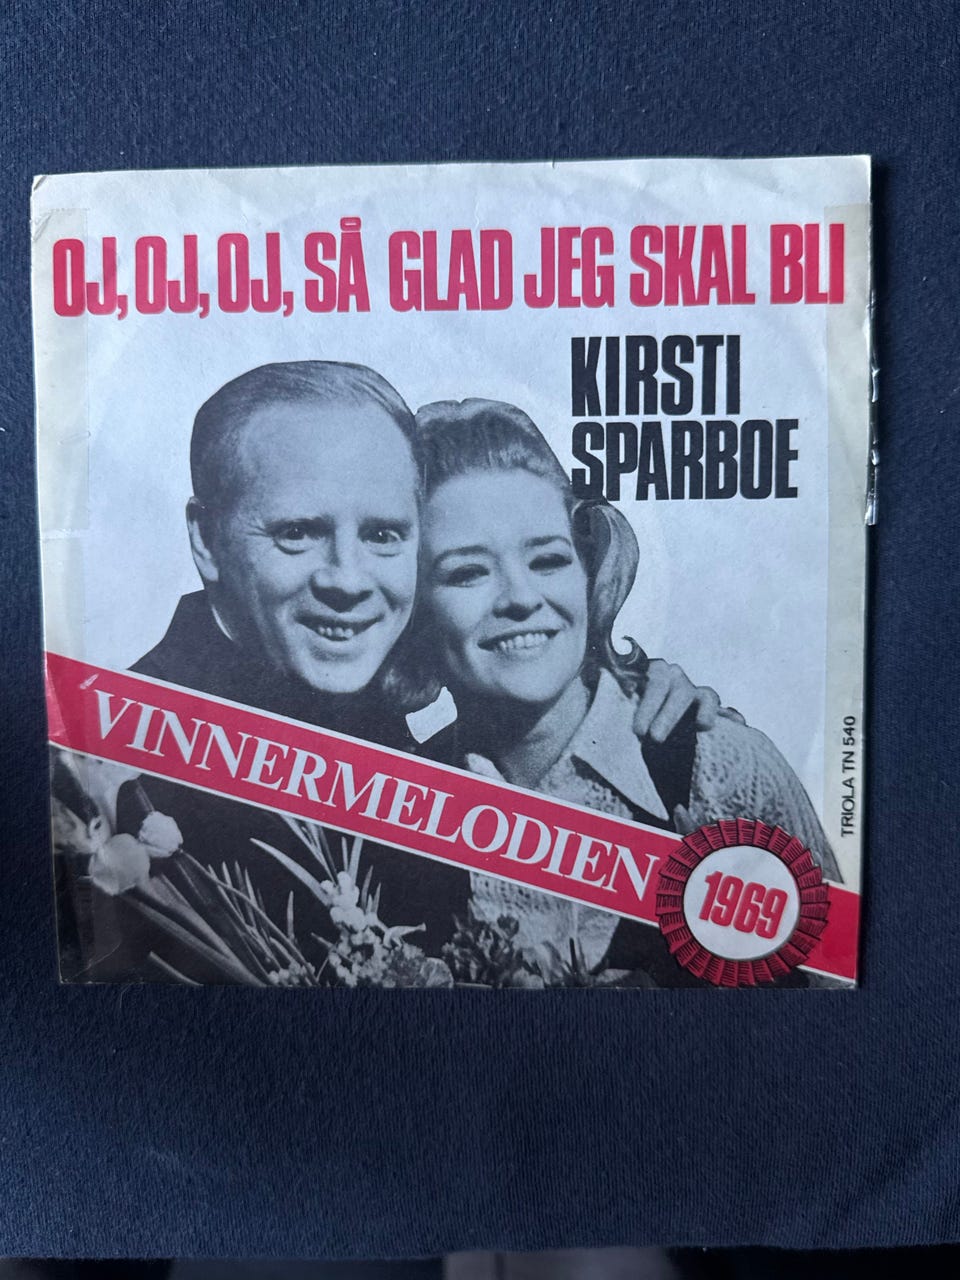 OJ, OJ, OJ, SÅ GLAD JEG SKAL BLI
KIRSTI
SPARBOE
VINNERMELODIEN
1969
TRIOLA TN 540